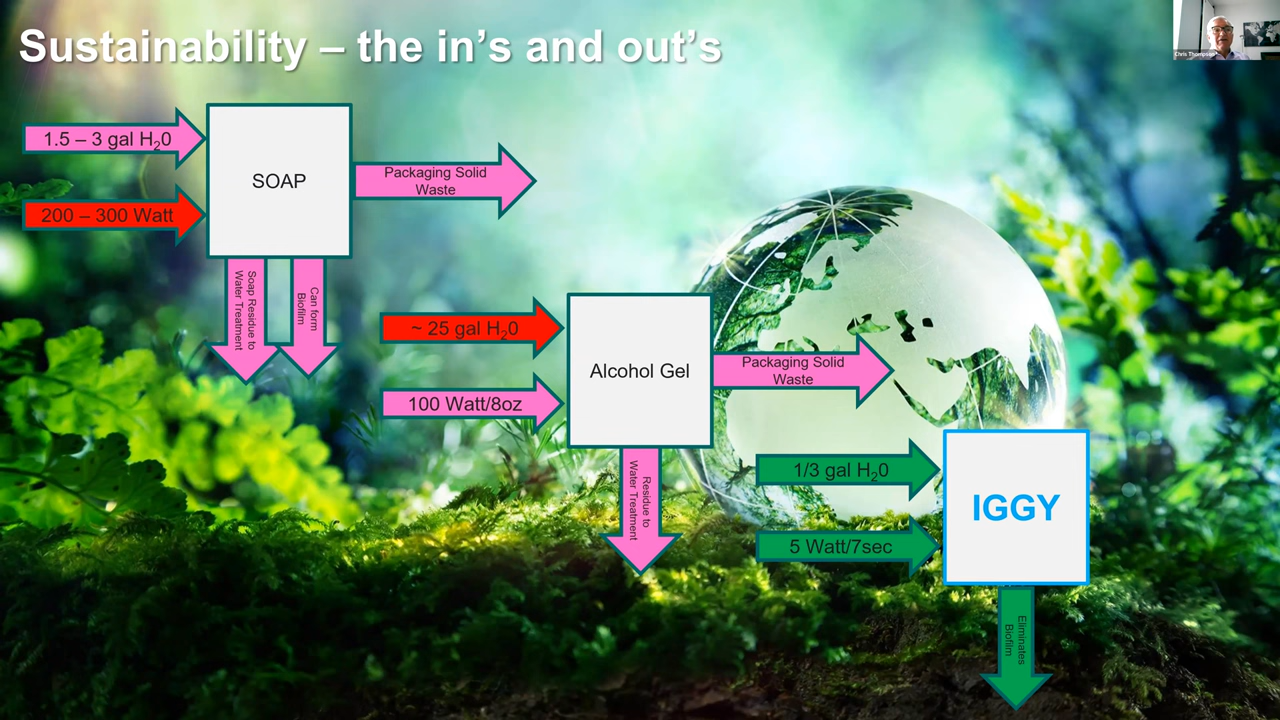 Sustainability – the in's and out's
Chris Thompson
1.5 – 3 gal H₂0
200 – 300 Watt
SOAP
Packaging Solid
Waste
Soap Residue to
Water Treatment
Can form
Biofilm
~ 25 gal H₂0
100 Watt/8oz
Alcohol Gel
Packaging Solid
Waste
Residue to
Water Treatment
1/3 gal H₂0
5 Watt/7sec
IGGY
Eliminates
Biofilm